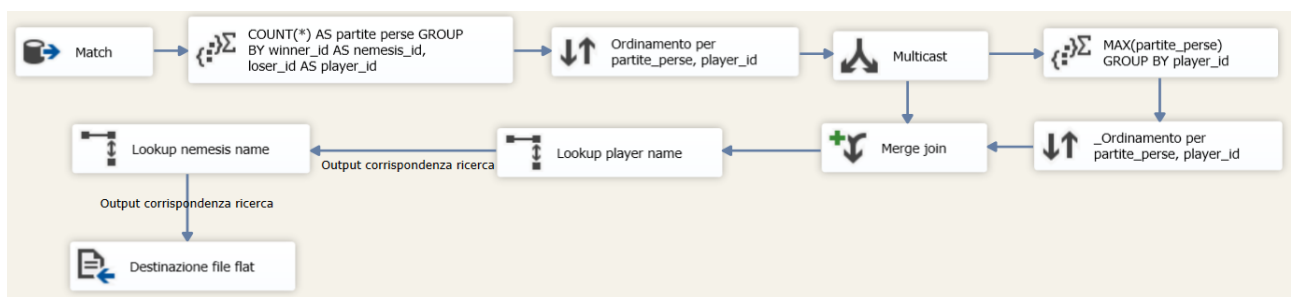 Match
COUNT(*) AS partite perse GROUP
BY winner_id AS nemesis_id,
loser_id AS player_id
Ordinamento per
partite_perse, player_id
Multicast
MAX(partite_perse)
GROUP BY player_id
_Ordinamento per
partite_perse, player_id
Merge join
Lookup player name
Output corrispondenza ricerca
Lookup nemesis name
Output corrispondenza ricerca
Destinazione file flat